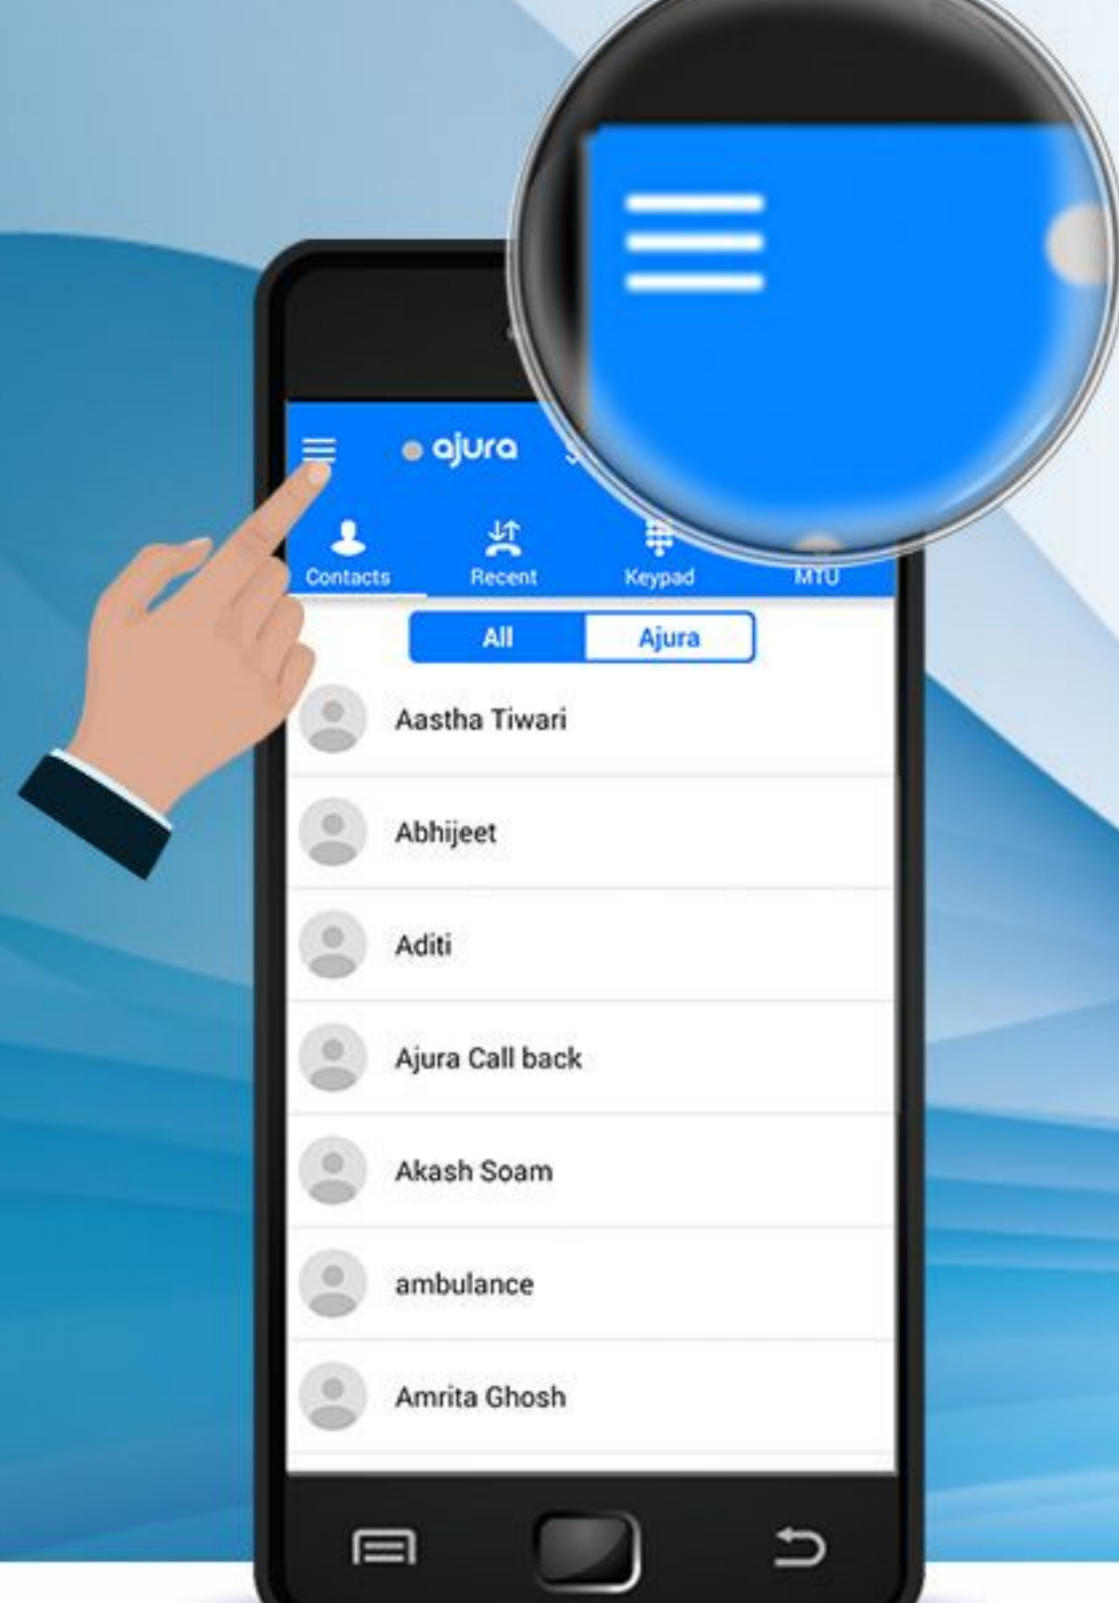 ajura
Contacts
Recent
Keypad
MTU
All
Ajura
Aastha Tiwari
Abhijeet
Aditi
Ajura Call back
Akash Soam
ambulance
Amrita Ghosh